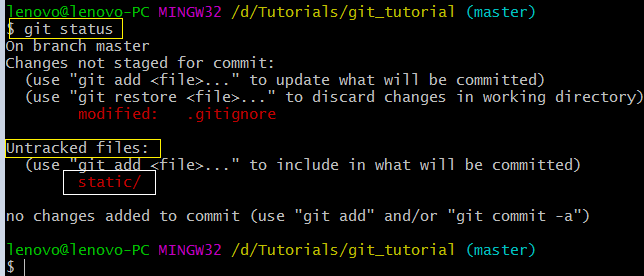 lenovo@lenovo-PC MINGW32 /d/Tutorials/git_tutorial (master)
$ git status
On branch master
Changes not staged for commit:
  (use "git add <file>..." to update what will be committed)
  (use "git restore <file>..." to discard changes in working directory)
        modified:   .gitignore

Untracked files:
  (use "git add <file>..." to include in what will be committed)
        static/

no changes added to commit (use "git add" and/or "git commit -a")

lenovo@lenovo-PC MINGW32 /d/Tutorials/git_tutorial (master)
$